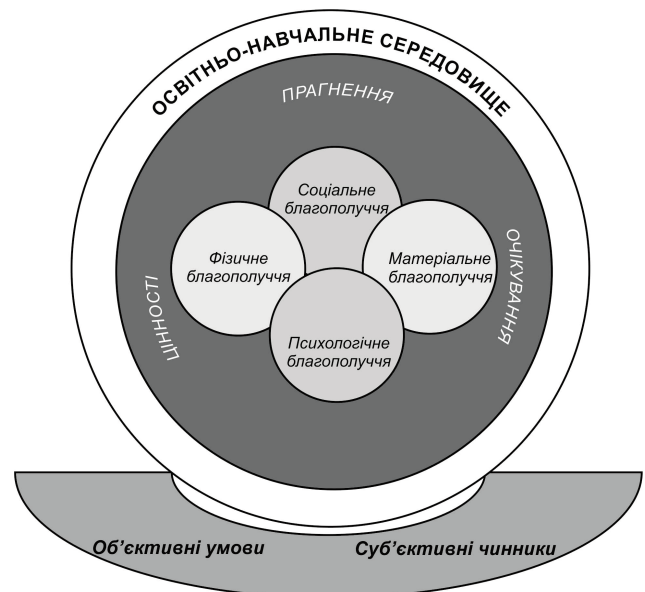 ОСВІТНЬО-НАВЧАЛЬНЕ СЕРЕДОВИЩЕ
ПРАГНЕННЯ
Соціальне
благополуччя
Фізичне
благополуччя
Матеріальне
благополуччя
ОЧІКУВАННЯ
ЦІННОСТІ
Психологічне
благополуччя
Об’єктивні умови
Суб’єктивні чинники